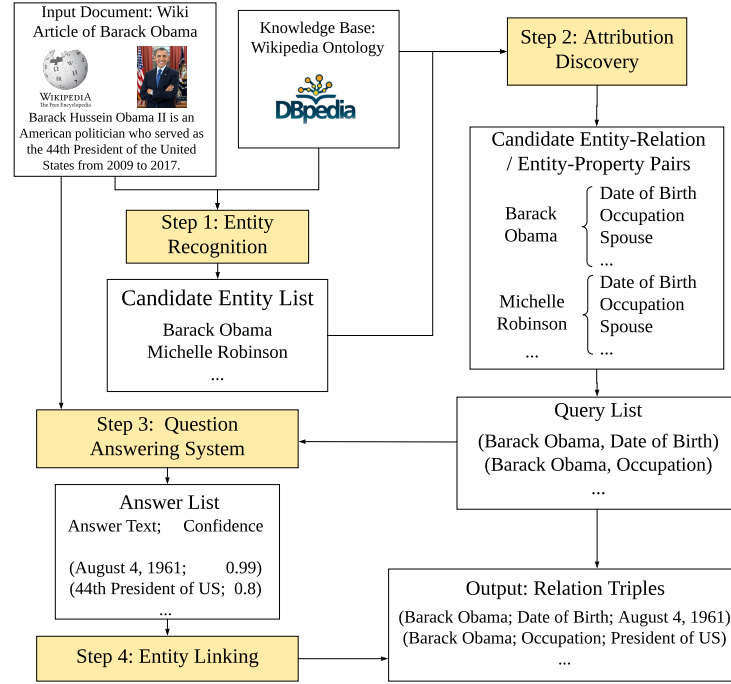 Input Document: Wiki
Article of Barack Obama
WIKIPEDIA
The Free Encyclopedia
Barack Hussein Obama II is an
American politician who served as
the 44th President of the United
States from 2009 to 2017.
Knowledge Base:
Wikipedia Ontology
DBpedia
Step 2: Attribution
Discovery
Candidate Entity-Relation
/ Entity-Property Pairs
Barack
Obama
Date of Birth
Occupation
Spouse
...
Michelle
Robinson
Date of Birth
Occupation
Spouse
...
...
Step 1: Entity
Recognition
Candidate Entity List
Barack Obama
Michelle Robinson
...
Step 3: Question
Answering System
Query List
(Barack Obama, Date of Birth)
(Barack Obama, Occupation)
...
Answer List
Answer Text; Confidence
(August 4, 1961; 0.99)
(44th President of US; 0.8)
...
Step 4: Entity Linking
Output: Relation Triples
(Barack Obama; Date of Birth; August 4, 1961)
(Barack Obama; Occupation; President of US)
...